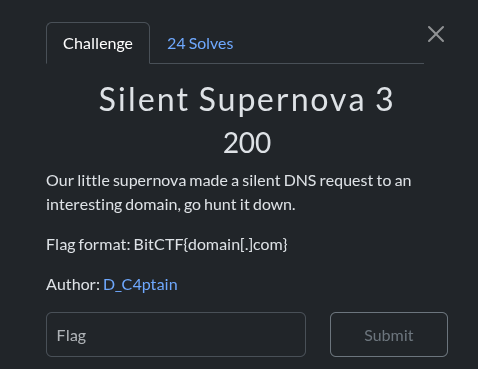 Challenge
24 Solves
Silent Supernova 3
200
Our little supernova made a silent DNS request to an
interesting domain, go hunt it down.
Flag format: BitCTF{domain[.]com}
Author: D_C4ptain
Flag
Submit